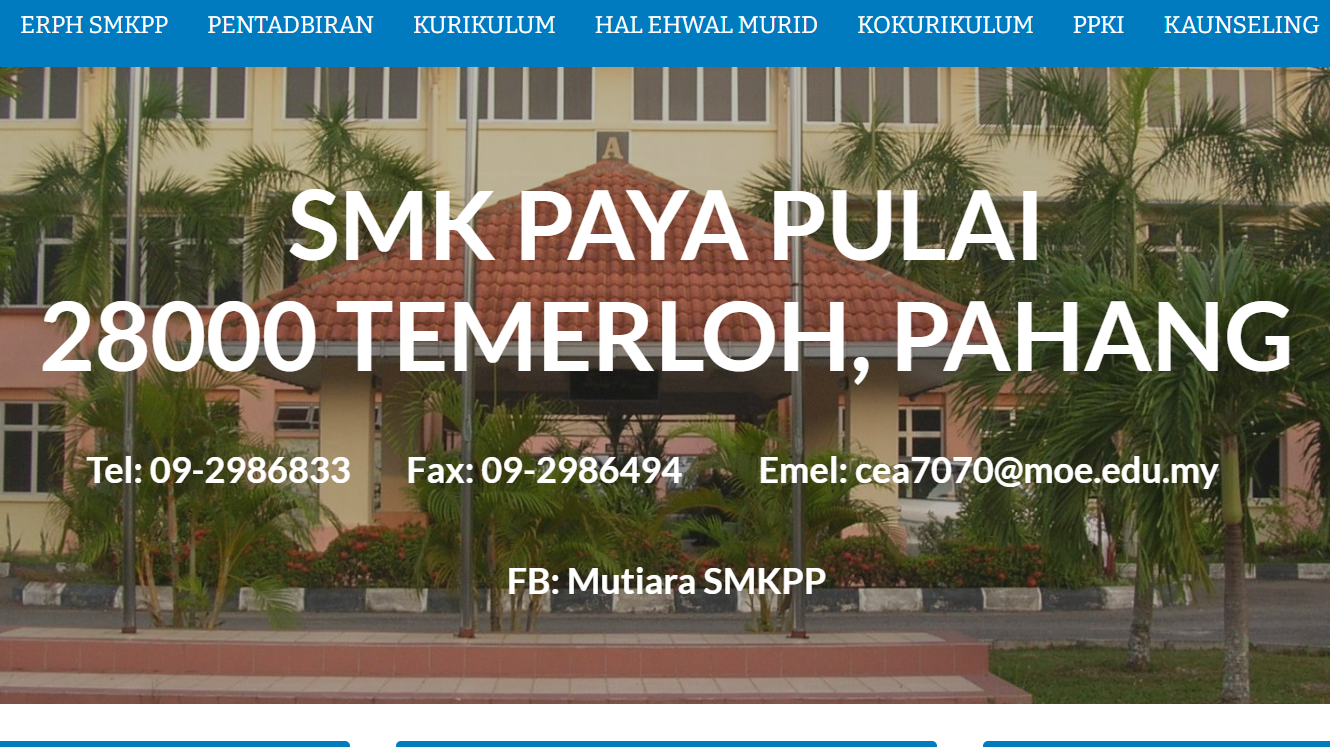 ERPH SMKPP PENTADBIRAN KURIKULUM HAL EHWAL MURID KOKURIKULUM PPKI KAUNSELING
A
SMK PAYA PULAI
28000 TEMERLOH, PAHANG
Tel: 09-2986833 Fax: 09-2986494 Emel: cea7070@moe.edu.my
FB: Mutiara SMKPP